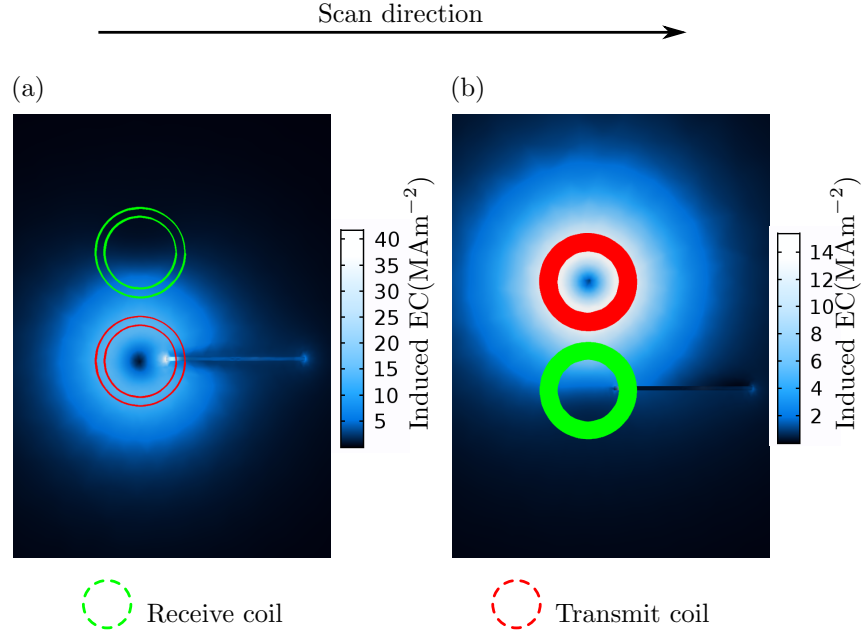 Scan direction
(a)
(b)
40
35
30
25
20
15
10
5
Induced EC(MAm⁻²)
14
12
10
8
6
4
2
Induced EC(MAm⁻²)
Receive coil
Transmit coil